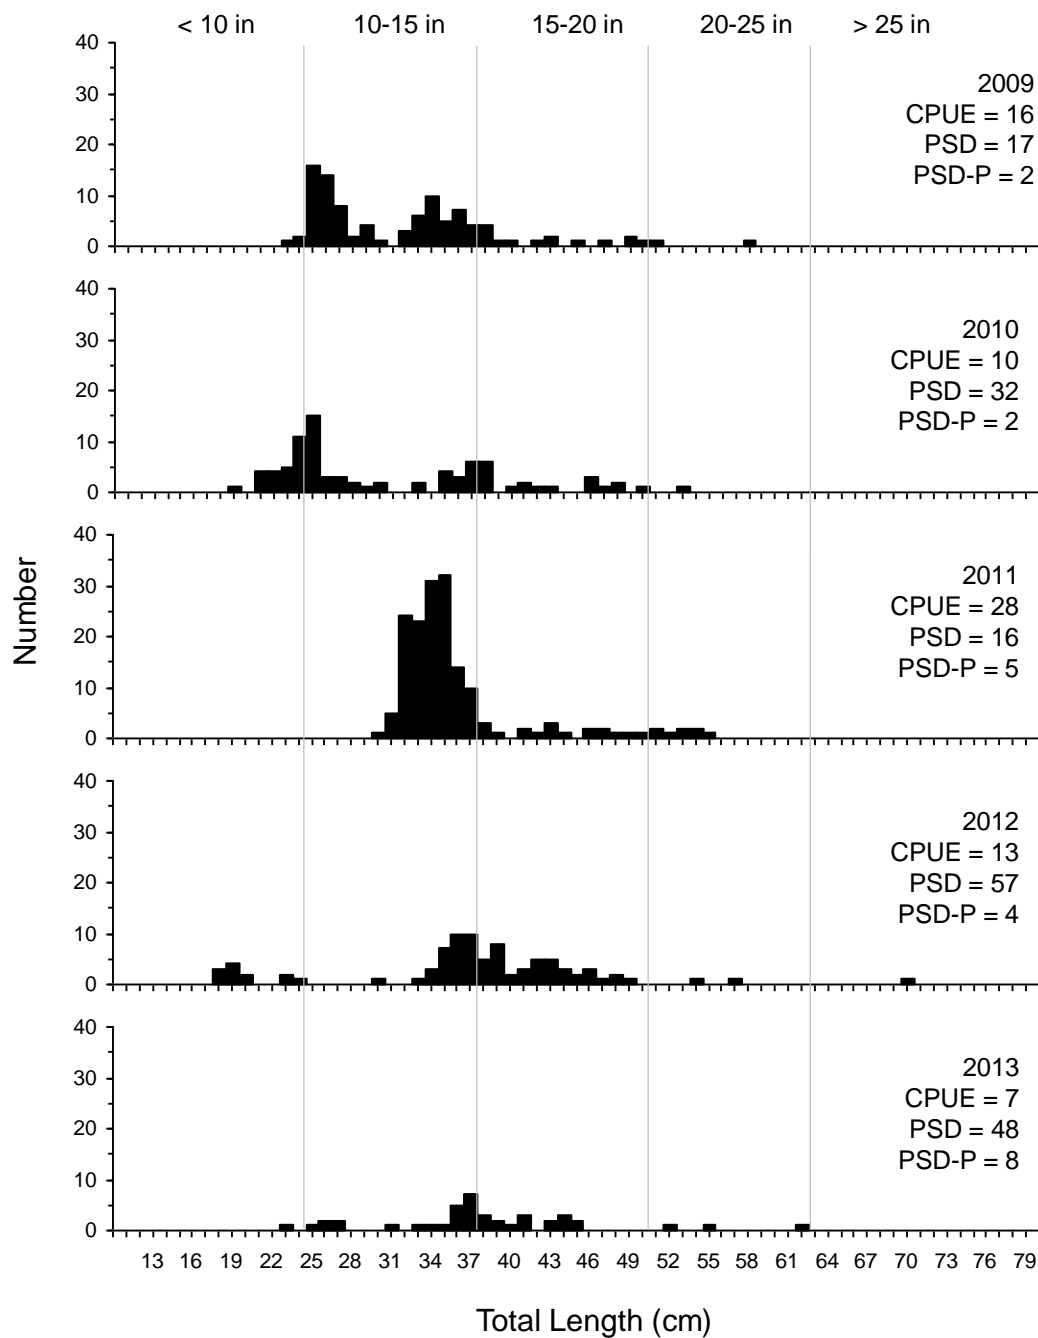 < 10 in 10-15 in 15-20 in 20-25 in > 25 in
40
30
20
10
0
2009
CPUE = 16
PSD = 17
PSD-P = 2
40
30
20
10
0
2010
CPUE = 10
PSD = 32
PSD-P = 2
Number
40
30
20
10
0
2011
CPUE = 28
PSD = 16
PSD-P = 5
40
30
20
10
0
2012
CPUE = 13
PSD = 57
PSD-P = 4
40
30
20
10
0
2013
CPUE = 7
PSD = 48
PSD-P = 8
13 16 19 22 25 28 31 34 37 40 43 46 49 52 55 58 61 64 67 70 73 76 79
Total Length (cm)